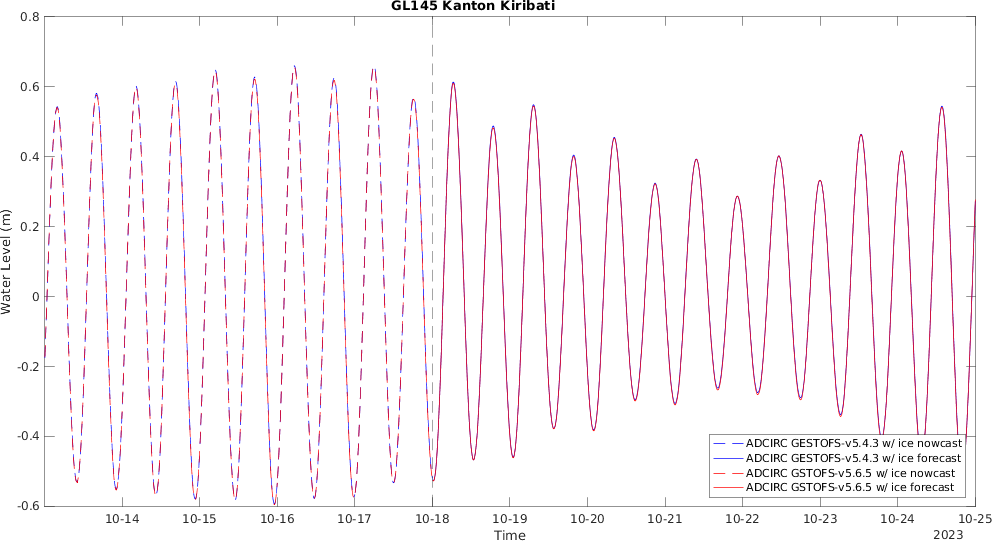 GL145 Kanton Kiribati
0.8
0.6
0.4
0.2
0
-0.2
-0.4
-0.6
Water Level (m)
ADCIRC GESTOFS-v5.4.3 w/ ice nowcast
ADCIRC GESTOFS-v5.4.3 w/ ice forecast
ADCIRC GSTOFS-v5.6.5 w/ ice nowcast
ADCIRC GSTOFS-v5.6.5 w/ ice forecast
10-14 10-15 10-16 10-17 10-18 10-19 10-20 10-21 10-22 10-23 10-24 10-25
Time
2023